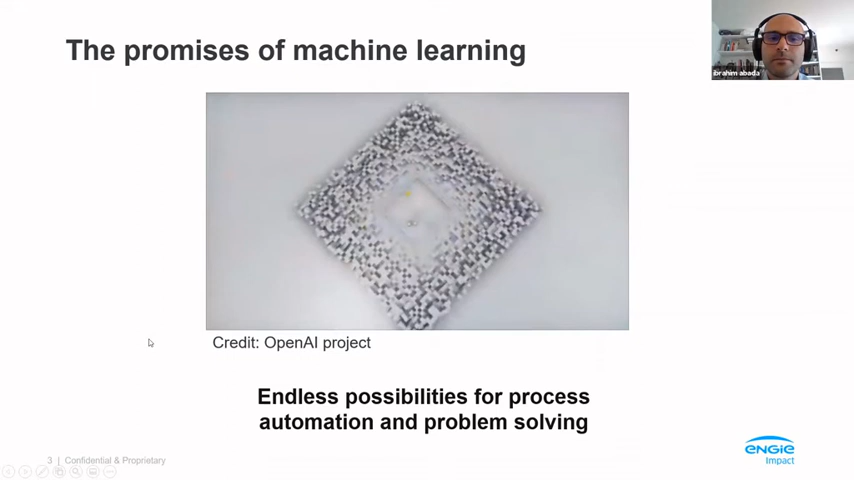 The promises of machine learning
ibrahim abada
Credit: OpenAI project
Endless possibilities for process
automation and problem solving
3 | Confidential & Proprietary
ENGIE
Impact